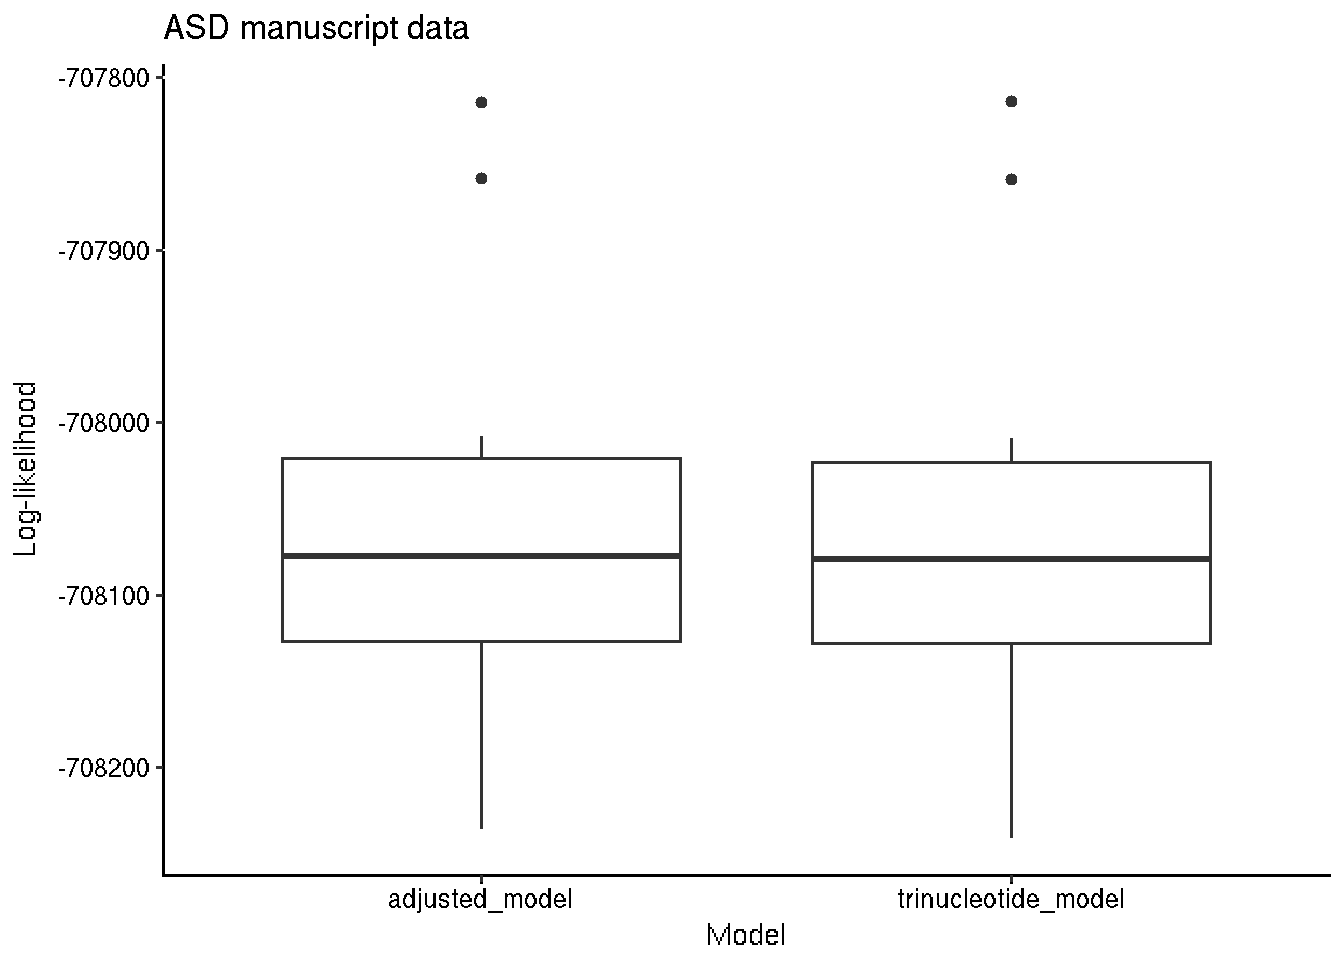 ASD manuscript data
-707800
-707900
-708000
-708100
-708200
Log-likelihood
adjusted_model trinucleotide_model
Model